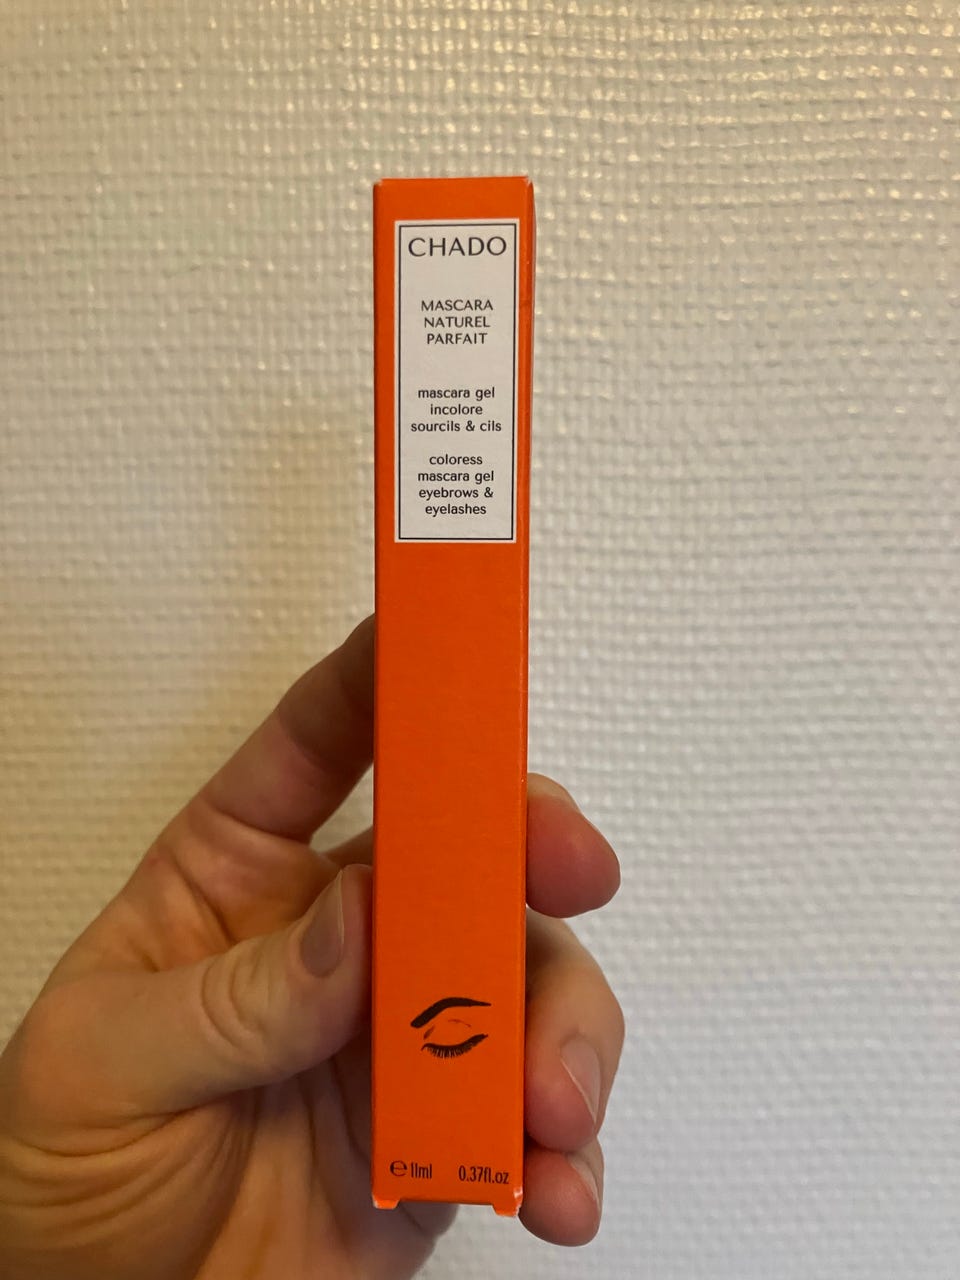 CHADO
MASCARA
NATUREL
PARFAIT
mascara gel
incolore
sourcils & cils
coloress
mascara gel
eyebrows &
eyelashes
℮ 11ml 0.37fl.oz